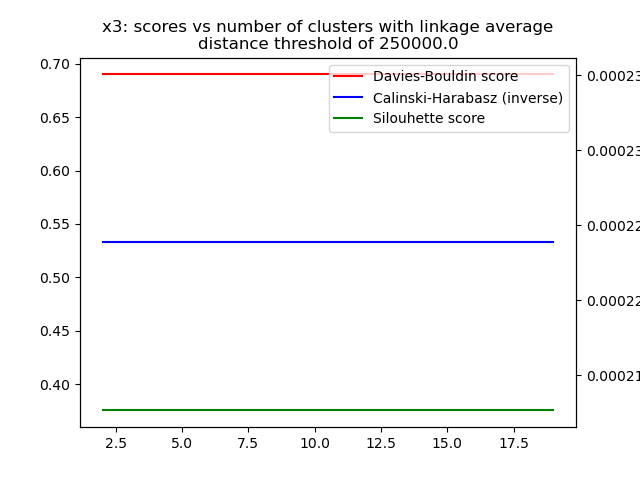 x3: scores vs number of clusters with linkage average
distance threshold of 250000.0
Davies-Bouldin score
Calinski-Harabasz (inverse)
Silouhette score
0.70
0.65
0.60
0.55
0.50
0.45
0.40
0.00023
0.00023
0.00022
0.00022
0.00021
2.5 5.0 7.5 10.0 12.5 15.0 17.5